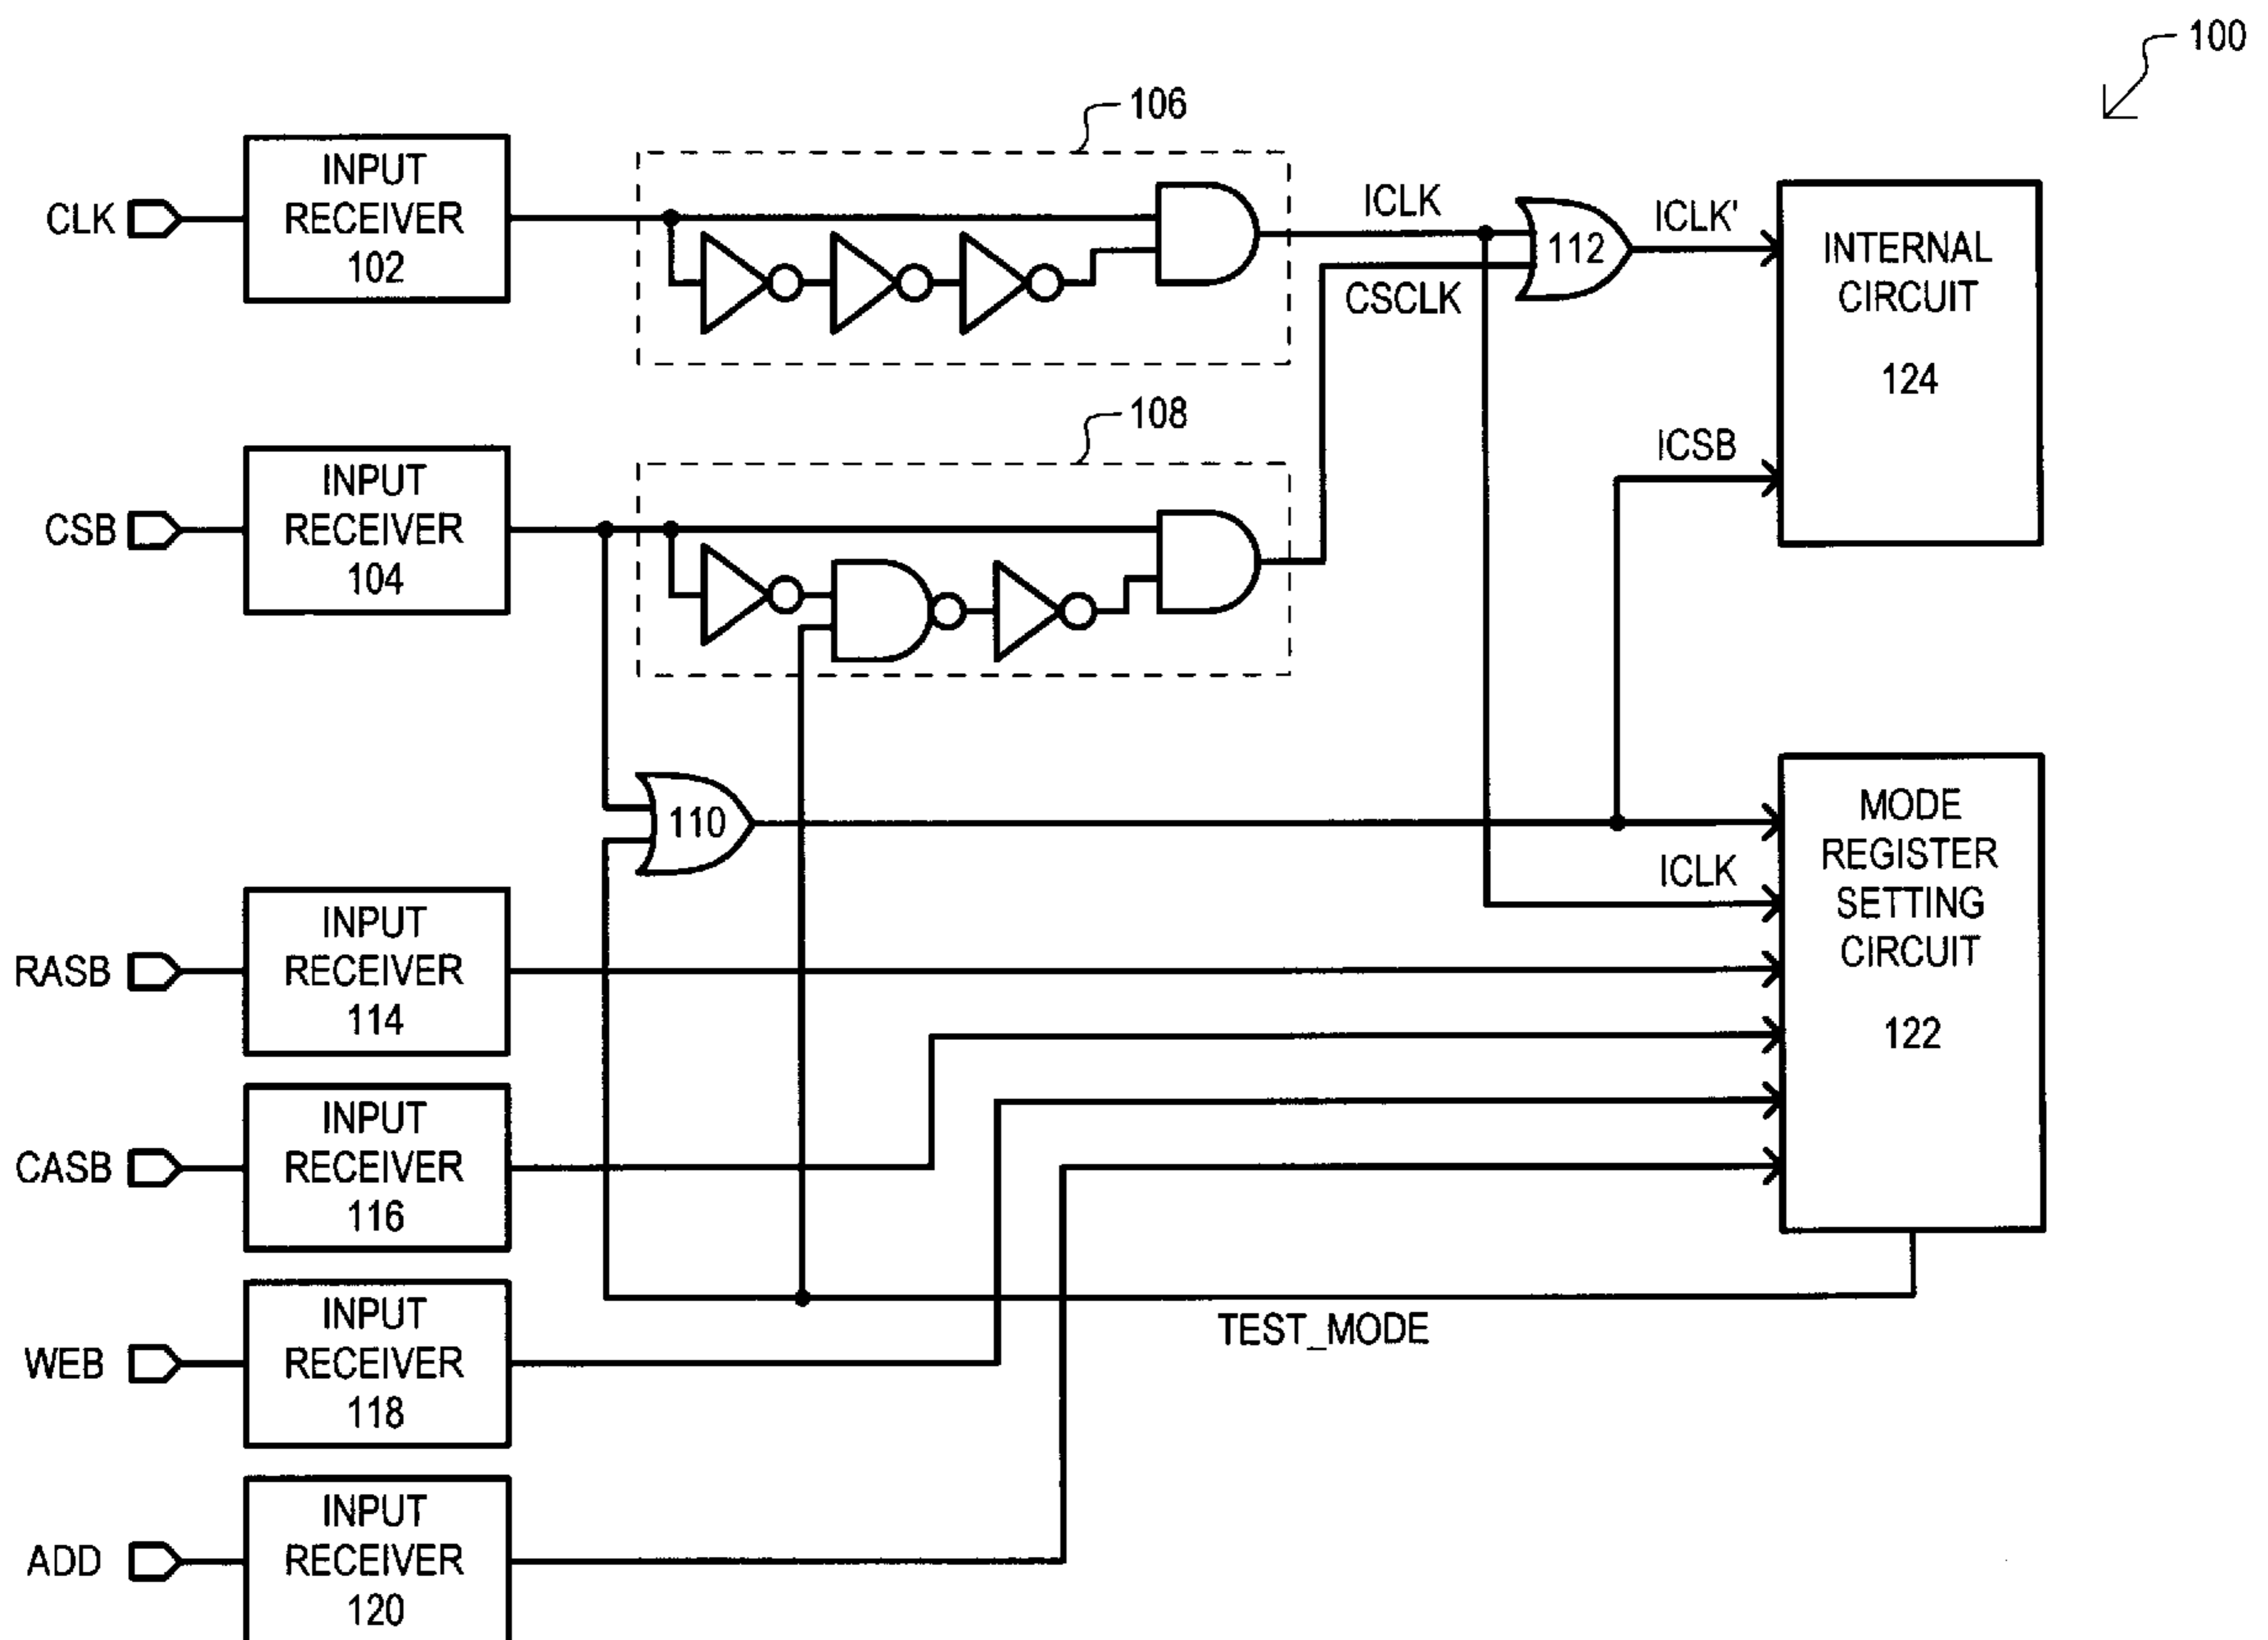 100
106
CLK
INPUT
RECEIVER
102
ICLK
112
ICLK'
CSCLK
INTERNAL
CIRCUIT
124
108
CSB
INPUT
RECEIVER
104
ICSB
110
MODE
REGISTER
SETTING
CIRCUIT
122
ICLK
RASB
INPUT
RECEIVER
114
CASB
INPUT
RECEIVER
116
TEST_MODE
WEB
INPUT
RECEIVER
118
ADD
INPUT
RECEIVER
120